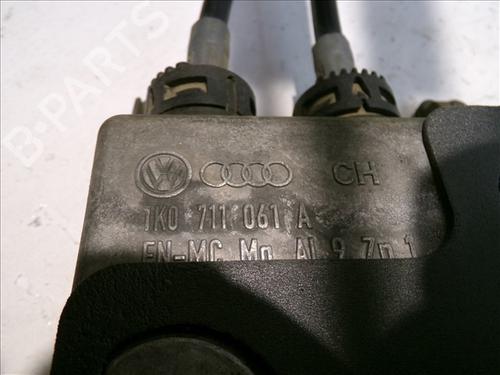 B-PARTS
CH
1K0 711 061 A
EN-MC Mg Al 9 Zn 1